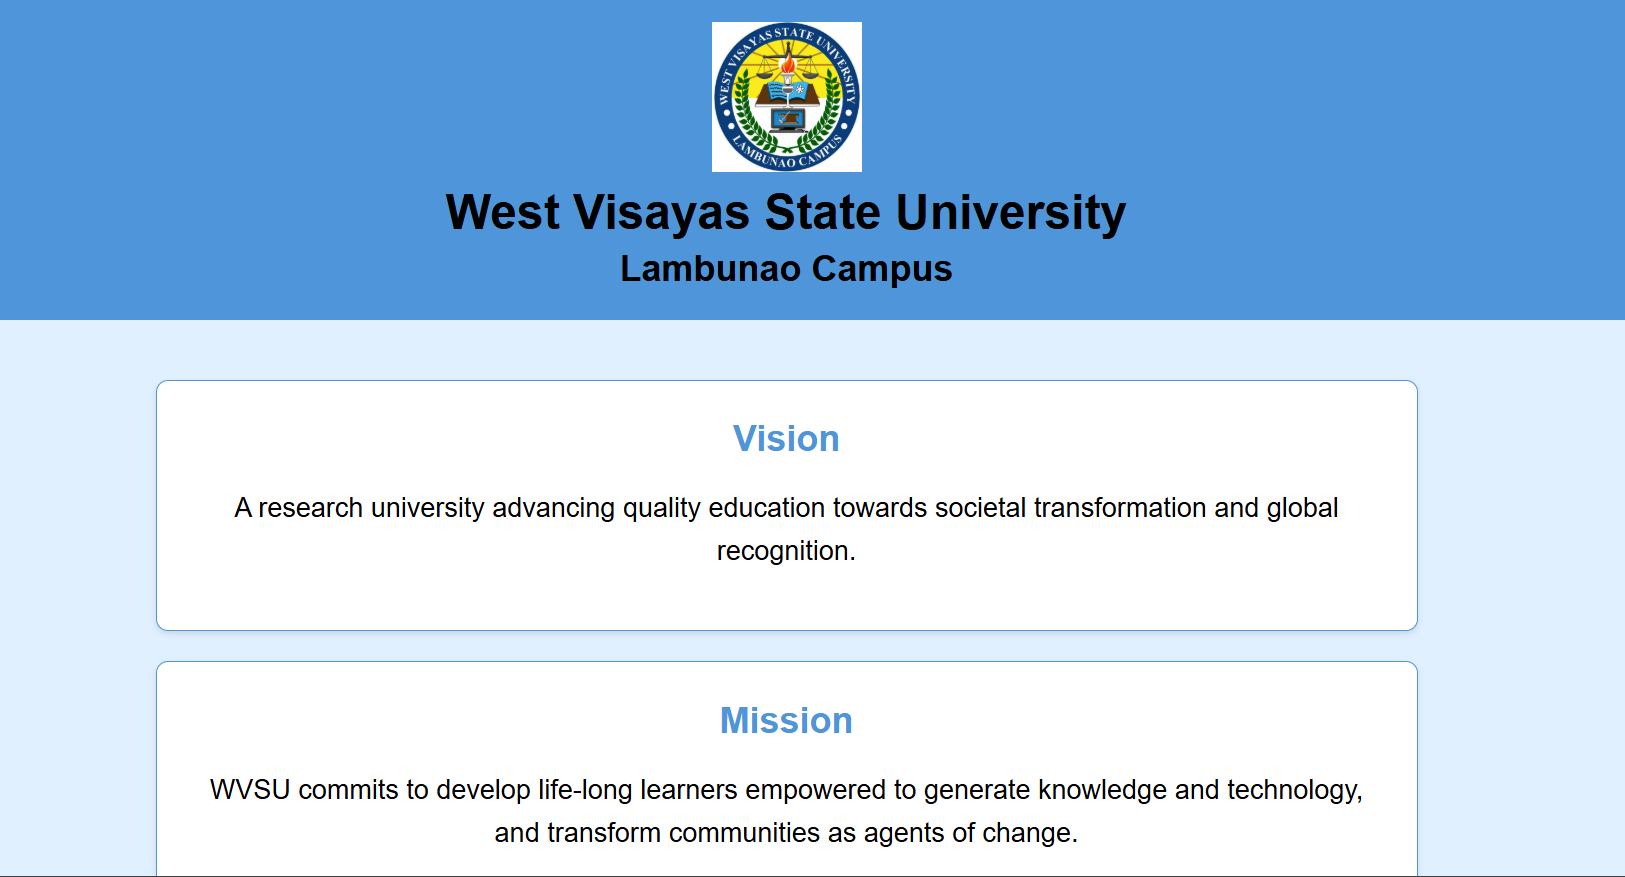 WEST VISAYAS STATE UNIVERSITY
LAMBUNAO CAMPUS
West Visayas State University
Lambunao Campus
Vision
A research university advancing quality education towards societal transformation and global
recognition.
Mission
WVSU commits to develop life-long learners empowered to generate knowledge and technology,
and transform communities as agents of change.